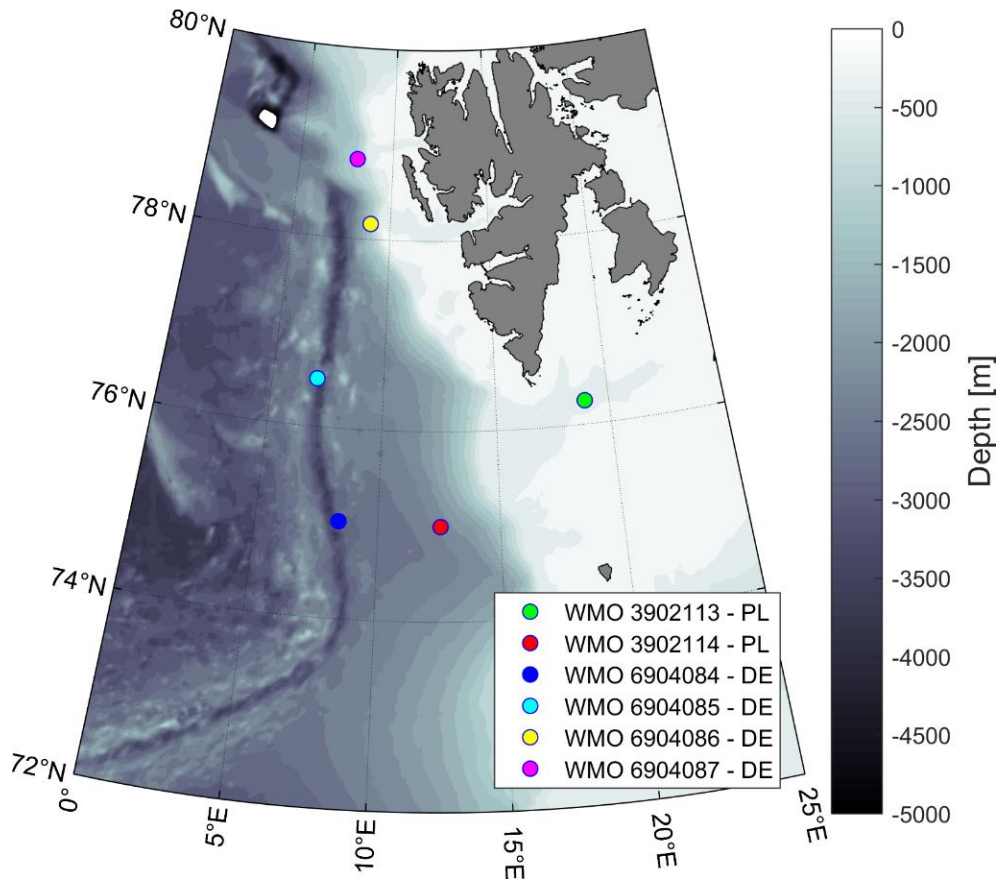 80°N
78°N
76°N
74°N
72°N
0°
5°E
10°E
15°E
20°E
25°E
WMO 3902113 - PL
WMO 3902114 - PL
WMO 6904084 - DE
WMO 6904085 - DE
WMO 6904086 - DE
WMO 6904087 - DE
0
-500
-1000
-1500
-2000
-2500
-3000
-3500
-4000
-4500
-5000
Depth [m]